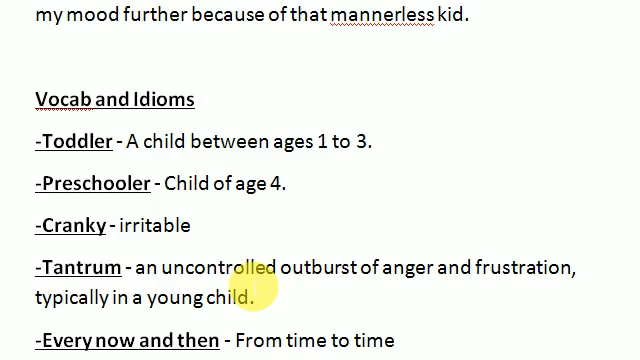 my mood further because of that mannerless kid.
Vocab and Idioms
-Toddler - A child between ages 1 to 3.
-Preschooler - Child of age 4.
-Cranky - irritable
-Tantrum - an uncontrolled outburst of anger and frustration,
typically in a young child.
-Every now and then - From time to time